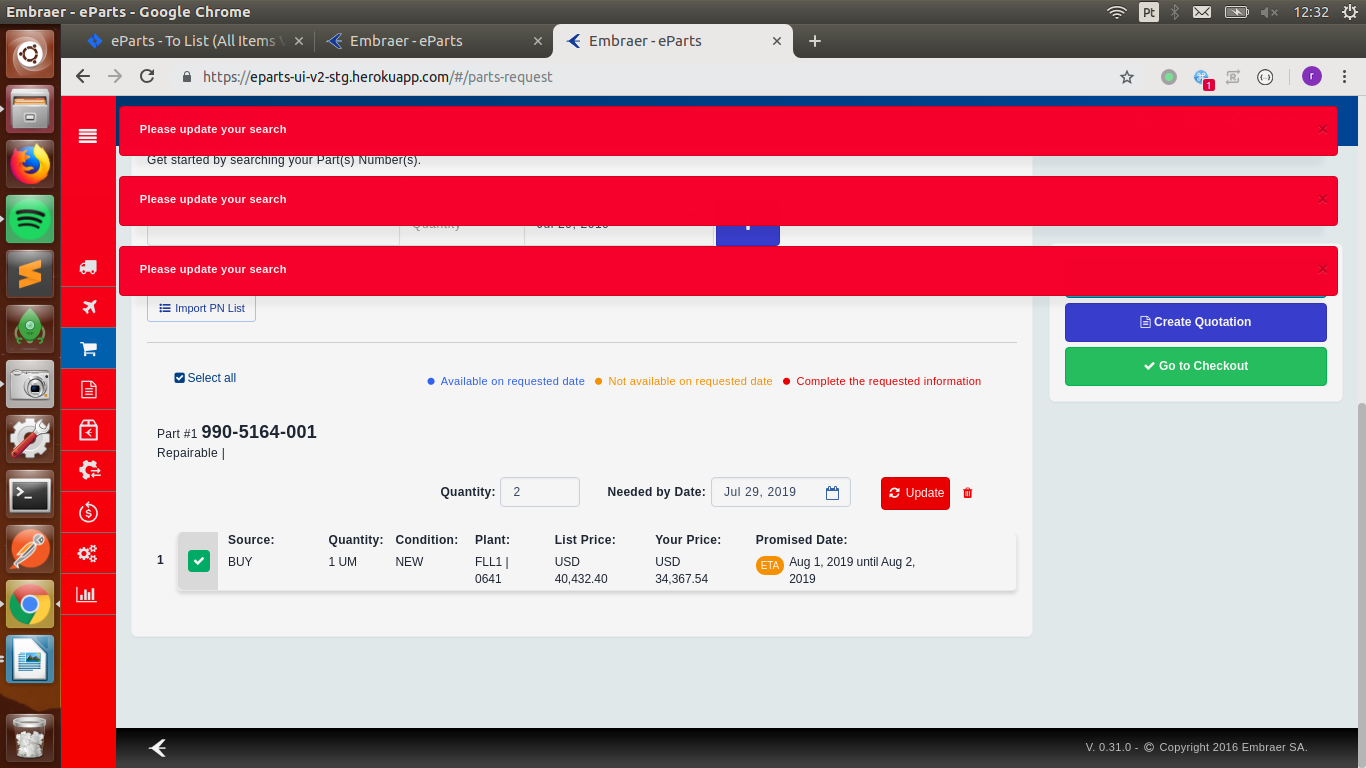 Embraer - eParts - Google Chrome
Pt
12:32
eParts - To List (All Items V
Embraer - eParts
Embraer - eParts
https://eparts-ui-v2-stg.herokuapp.com/#/parts-request
1
r
Please update your search
Get started by searching your Part(s) Number(s).
Please update your search
Quantity
Jul 29, 2019
Please update your search
Import PN List
Create Quotation
Go to Checkout
Select all
Available on requested date
Not available on requested date
Complete the requested information
Part #1 990-5164-001
Repairable |
Quantity: 2
Needed by Date: Jul 29, 2019
Update
Source: Quantity: Condition: Plant: List Price: Your Price: Promised Date:
1 BUY 1 UM NEW FLL1 | USD USD ETA Aug 1, 2019 until Aug 2,
0641 40,432.40 34,367.54 2019
V. 0.31.0 - © Copyright 2016 Embraer SA.